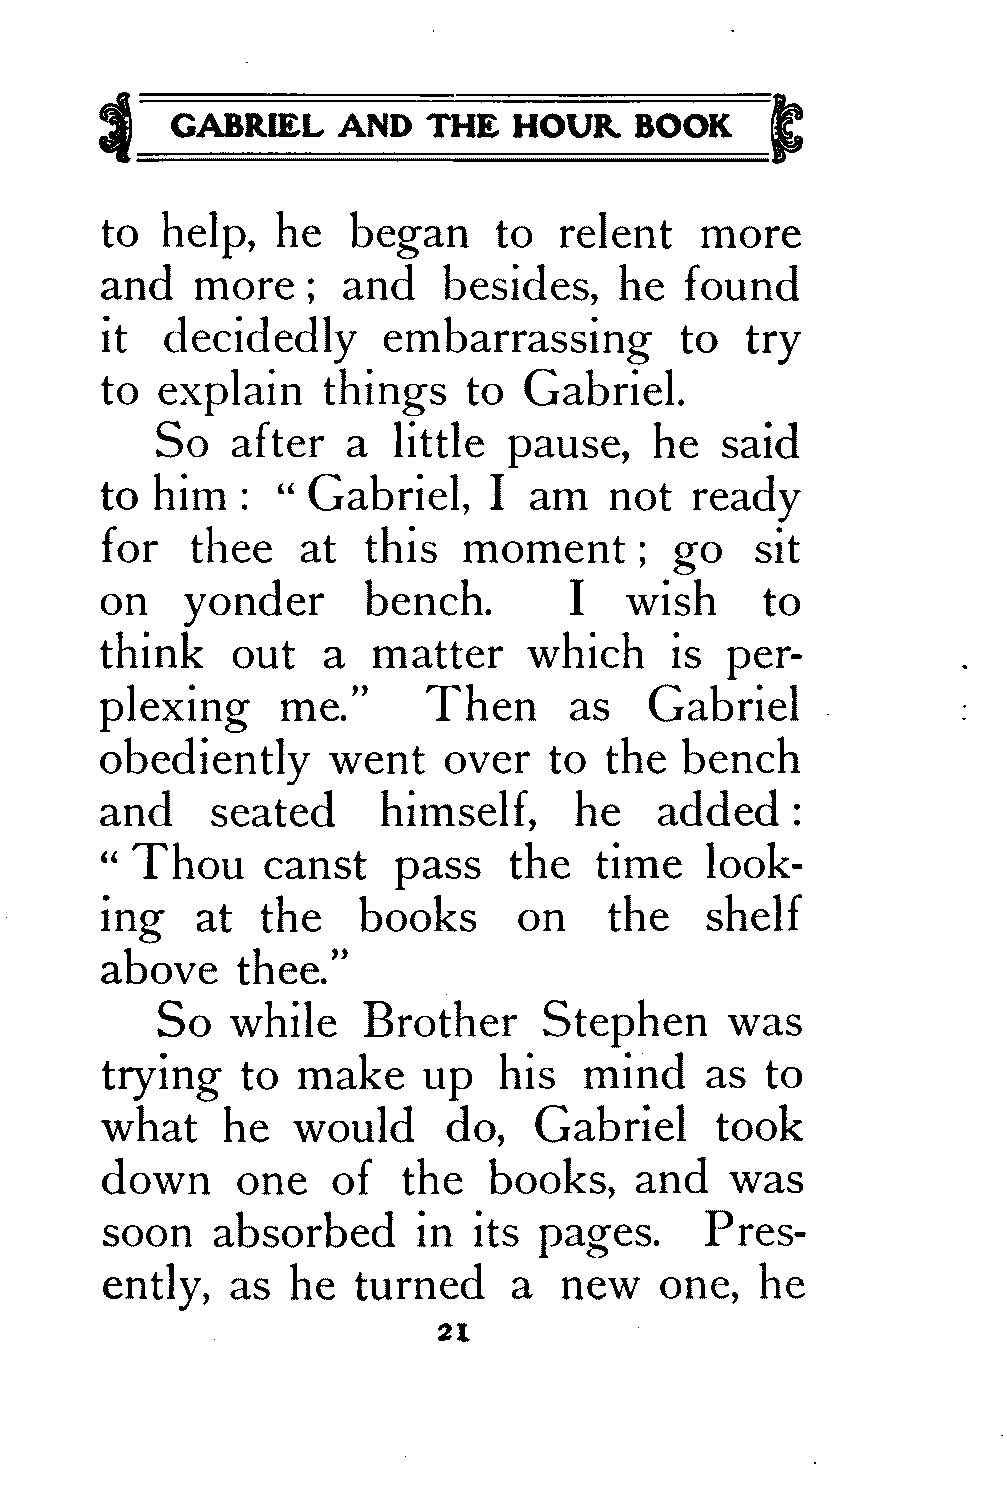 GABRIEL AND THE HOUR BOOK
to help, he began to relent more
and more ; and besides, he found
it decidedly embarrassing to try
to explain things to Gabriel.
So after a little pause, he said
to him : “ Gabriel, I am not ready
for thee at this moment ; go sit
on yonder bench. I wish to
think out a matter which is per-
plexing me.” Then as Gabriel
obediently went over to the bench
and seated himself, he added :
“ Thou canst pass the time look-
ing at the books on the shelf
above thee.”
So while Brother Stephen was
trying to make up his mind as to
what he would do, Gabriel took
down one of the books, and was
soon absorbed in its pages. Pres-
ently, as he turned a new one, he
21